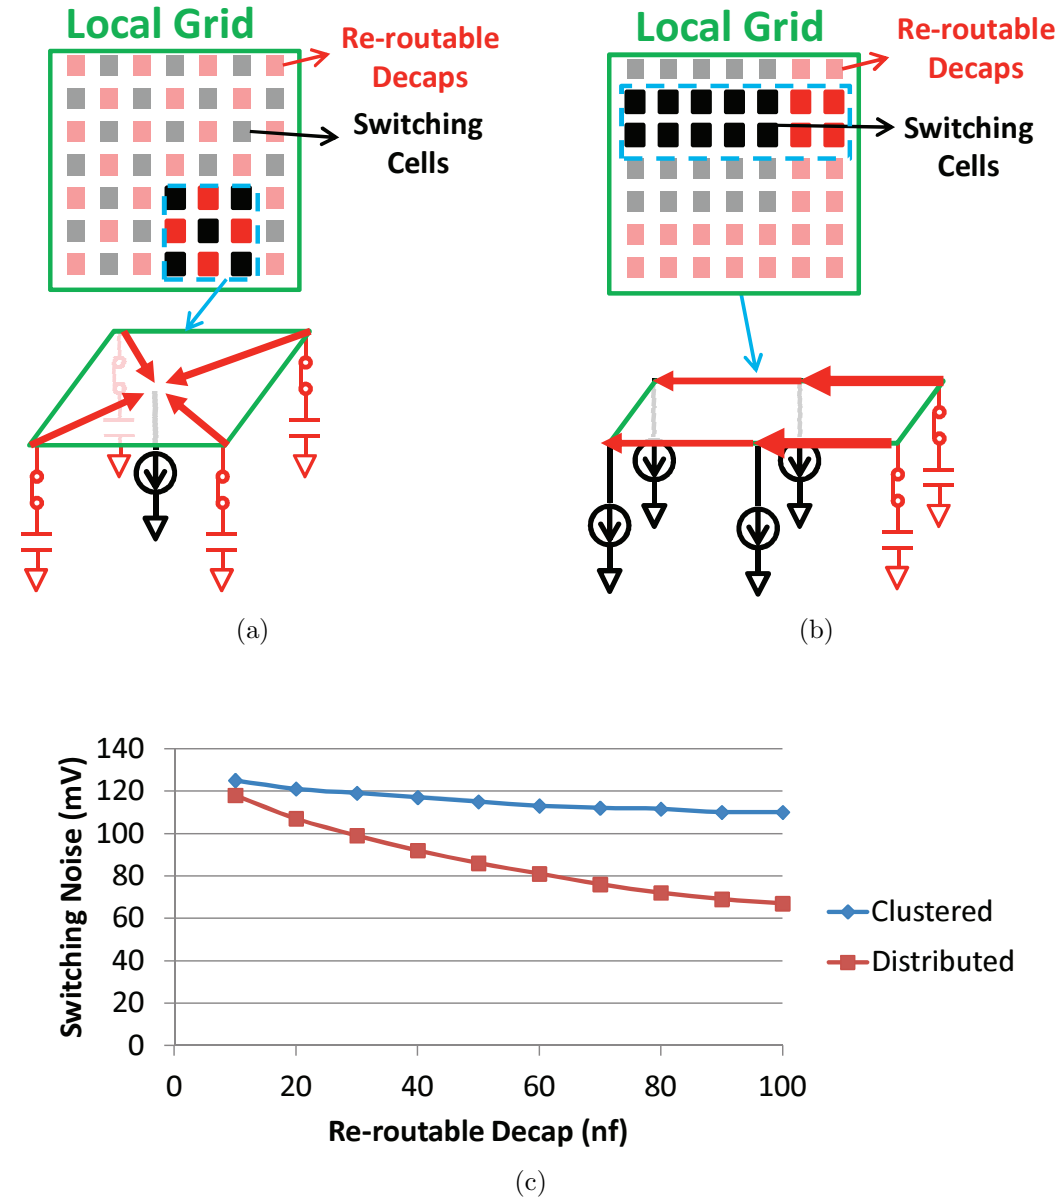 Local Grid
Re-routable
Decaps
Switching
Cells
(a)
Local Grid
Re-routable
Decaps
Switching
Cells
(b)
Switching Noise (mV)
140
120
100
80
60
40
20
0
0 20 40 60 80 100
Re-routable Decap (nf)
Clustered
Distributed
(c)